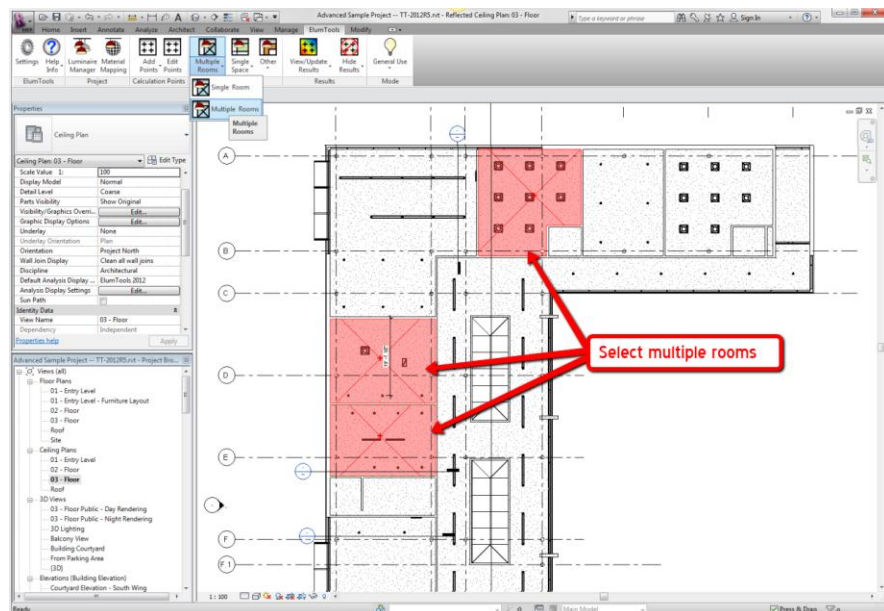 Advanced Sample Project -- TT-2012R5.rvt - Reflected Ceiling Plan: 03 - Floor
Type a keyword or phrase
Sign In
Home Insert Annotate Analyze Architect Collaborate View Manage ElumTools Modify
Settings
Help Info
Luminaire Manager
Material Mapping
Add Points
Edit Points
Multiple Rooms
Single Space
Other
View/Update Results
Hide Results
General Use
ElumTools Project Calculation Points Results Mode
Single Room
Multiple Rooms
Multiple Rooms
Properties
Ceiling Plan
Ceiling Plan: 03 - Floor Edit Type
Scale Value 1: 100
Display Model Normal
Detail Level Coarse
Parts Visibility Show Original
Visibility/Graphics Overri... Edit...
Graphic Display Options Edit...
Underlay None
Underlay Orientation Plan
Orientation Project North
Wall Join Display Clean all wall joins
Discipline Architectural
Default Analysis Display ... ElumTools 2012
Analysis Display Settings Edit...
Sun Path
Identity Data
View Name 03 - Floor
Dependency Independent
Properties help Apply
Advanced Sample Project -- TT-2012R5.rvt - Project Bro...
Views (all)
Floor Plans
01 - Entry Level
01 - Entry Level - Furniture Layout
02 - Floor
03 - Floor
Roof
Site
Ceiling Plans
01 - Entry Level
02 - Floor
03 - Floor
Roof
3D Views
03 - Floor Public - Day Rendering
03 - Floor Public - Night Rendering
3D Lighting
Balcony View
Building Courtyard
From Parking Area
{3D}
Elevations (Building Elevation)
Courtyard Elevation - South Wing
A
B
C
D
E
F
F.1
Select multiple rooms
1 : 100
Ready
:0
Main Model
Press & Drag
:0